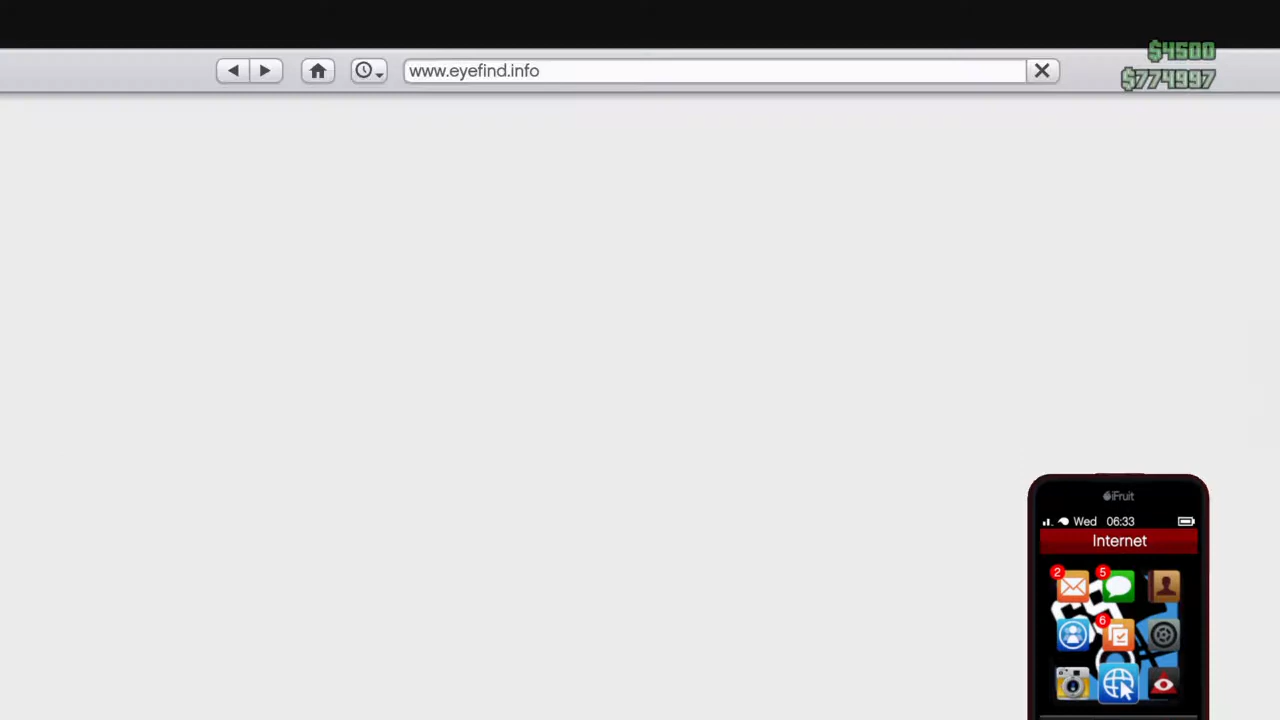 $4500
www.eyefind.info
$774997
iFruit
Wed 06:33
Internet
2
5
6